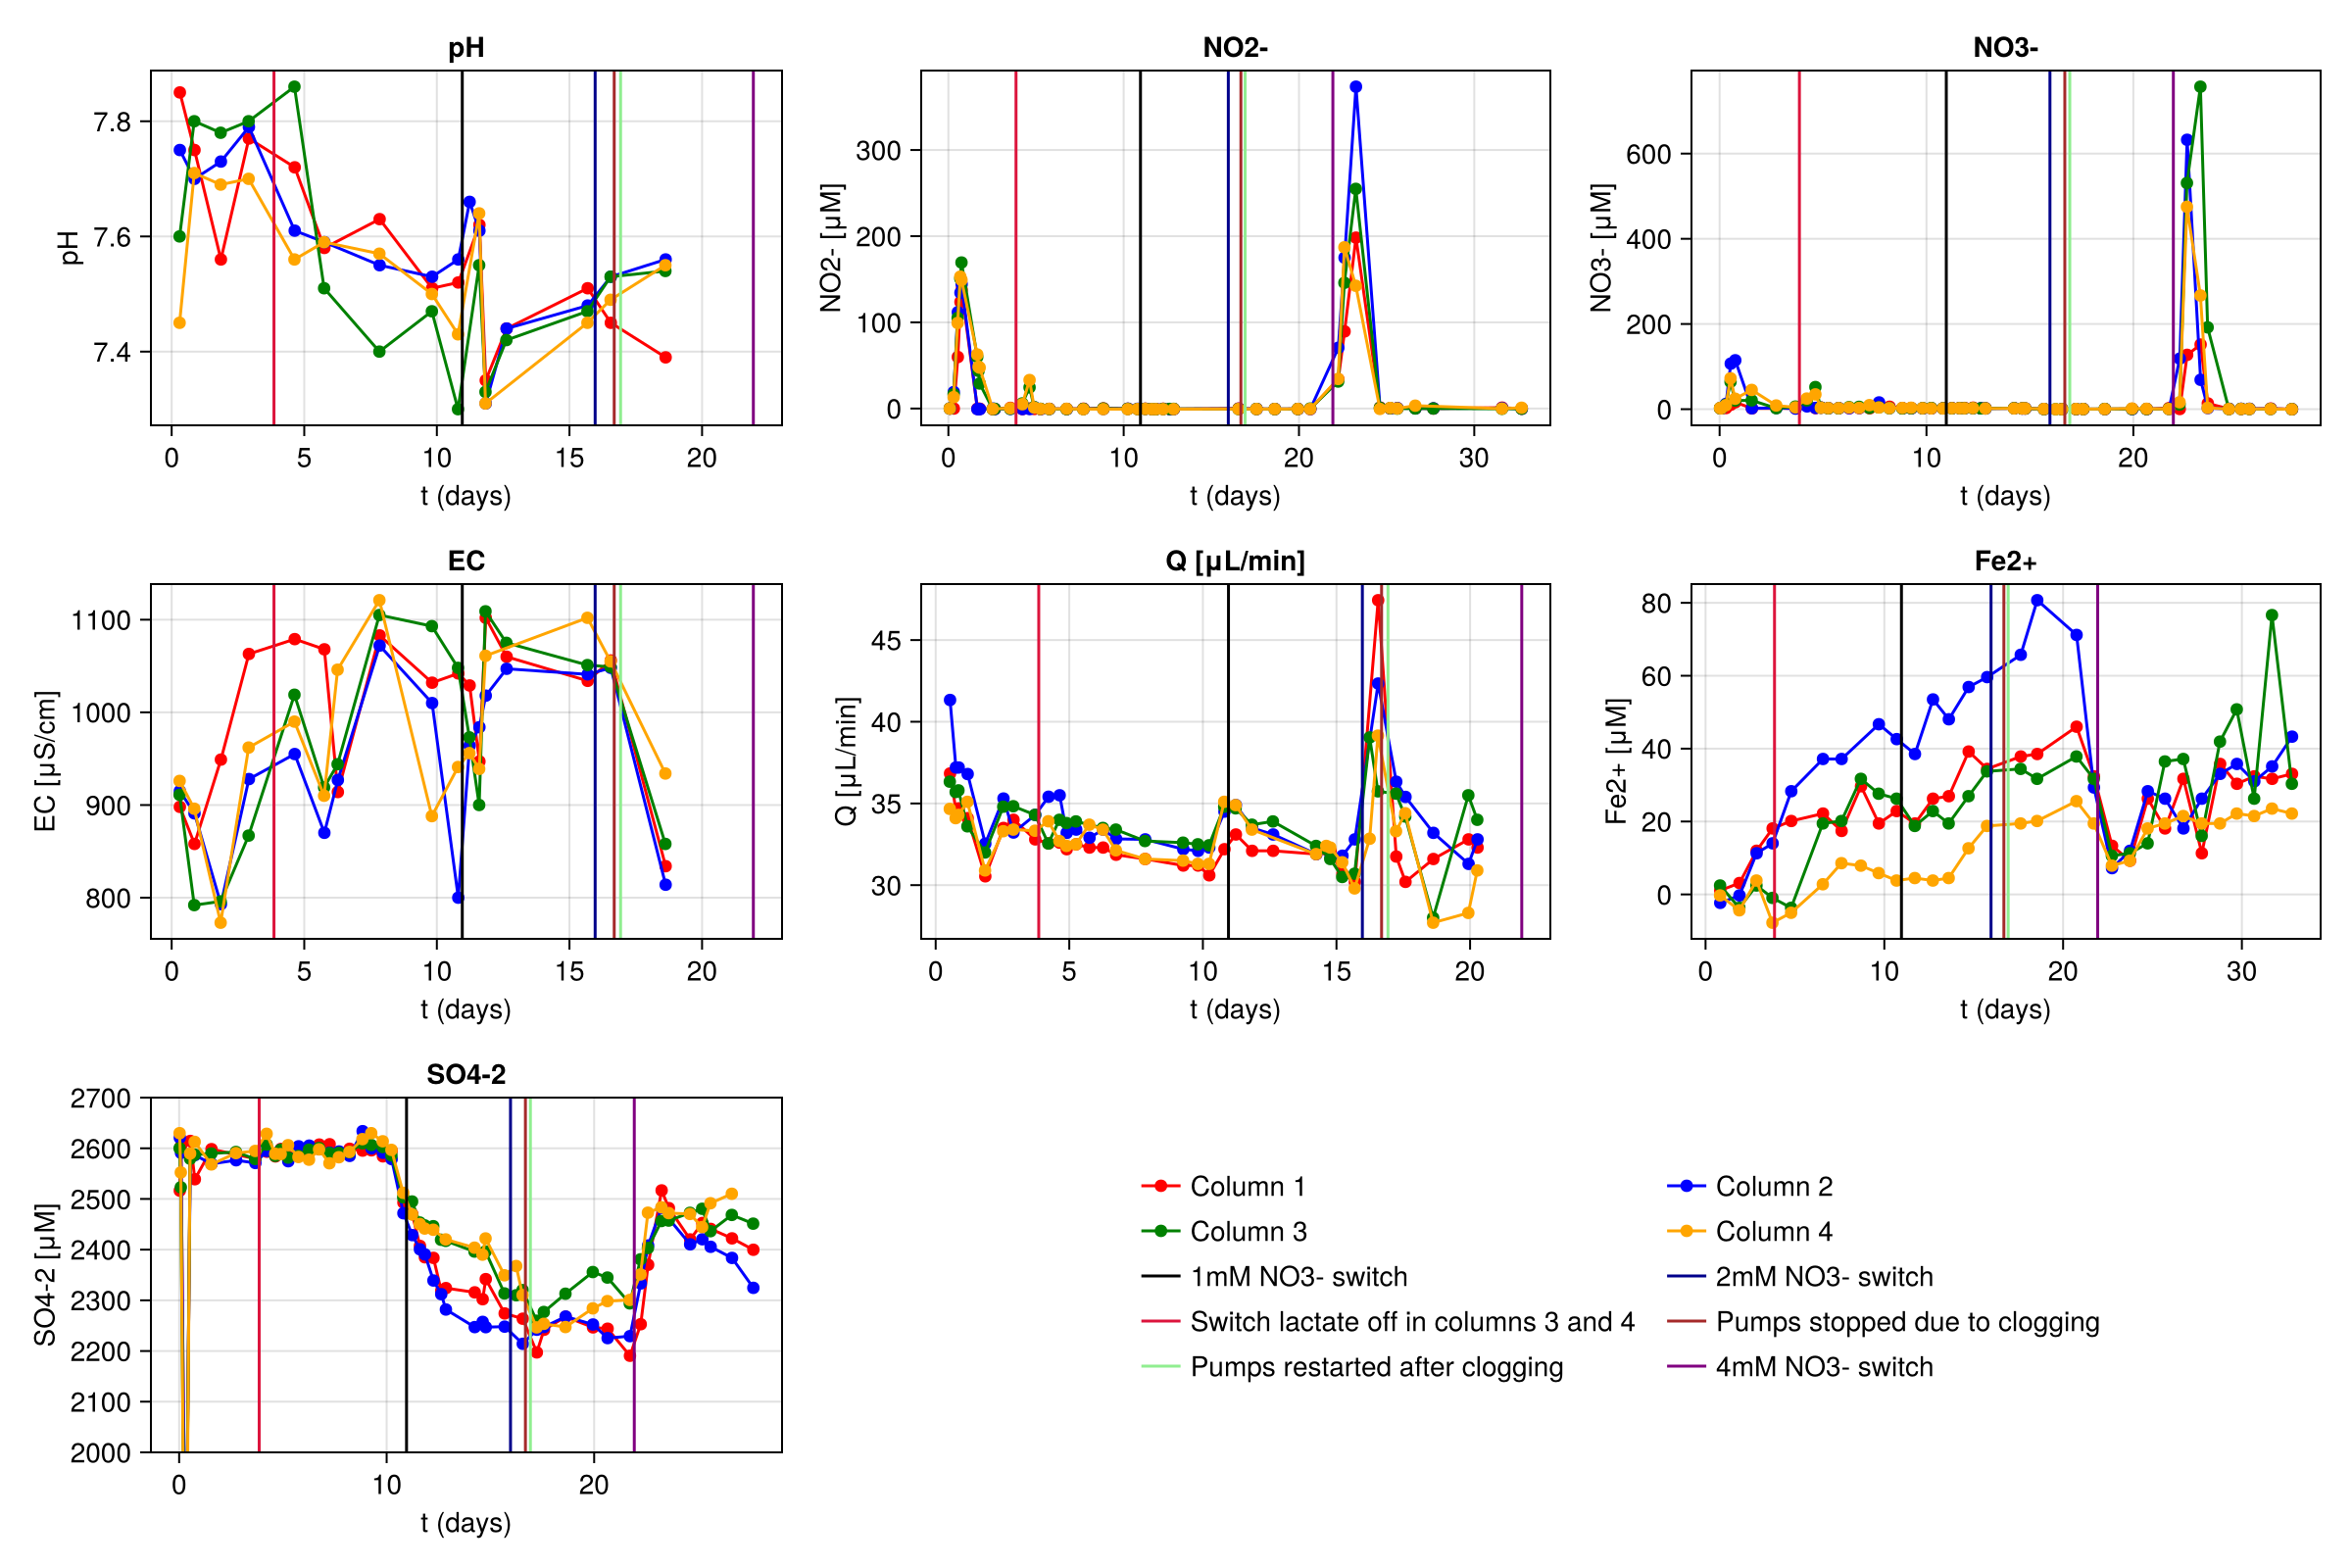 pH
NO2-
NO3-
pH
7.8
7.6
7.4
0 5 10 15 20
t (days)
NO2- [µM]
300
200
100
0
0 10 20 30
t (days)
NO3- [µM]
600
400
200
0
0 10 20
t (days)
EC
Q [µL/min]
Fe2+
EC [µS/cm]
1100
1000
900
800
0 5 10 15 20
t (days)
Q [µL/min]
45
40
35
30
0 5 10 15 20
t (days)
Fe2+ [µM]
80
60
40
20
0
0 10 20 30
t (days)
SO4-2
SO4-2 [µM]
2700
2600
2500
2400
2300
2200
2100
2000
0 10 20
t (days)
Column 1
Column 2
Column 3
Column 4
1mM NO3- switch
2mM NO3- switch
Switch lactate off in columns 3 and 4
Pumps stopped due to clogging
Pumps restarted after clogging
4mM NO3- switch